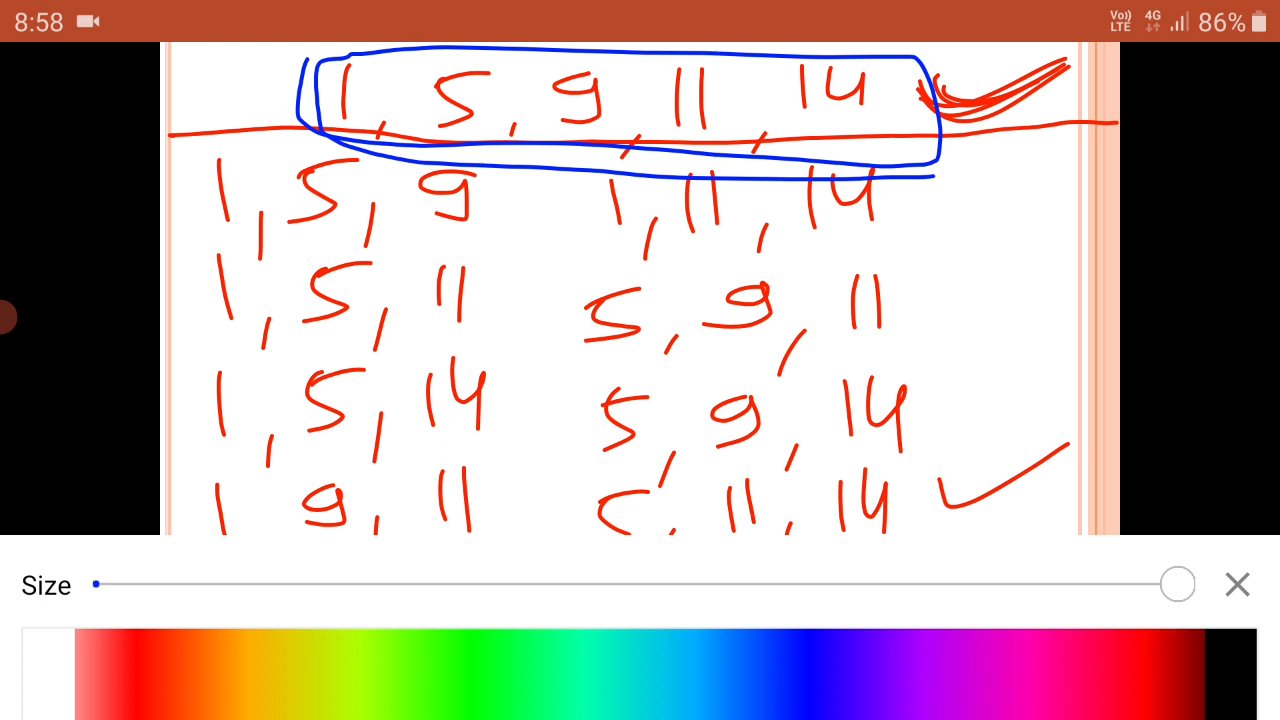 8:58 Vo)) LTE 4G 86%
1, 5, 9, 11, 14
1, 5, 9 1, 11, 14
1, 5, 11 5, 9, 11
1, 5, 14 5, 9, 14
1 9, 11 5, 11, 14
Size